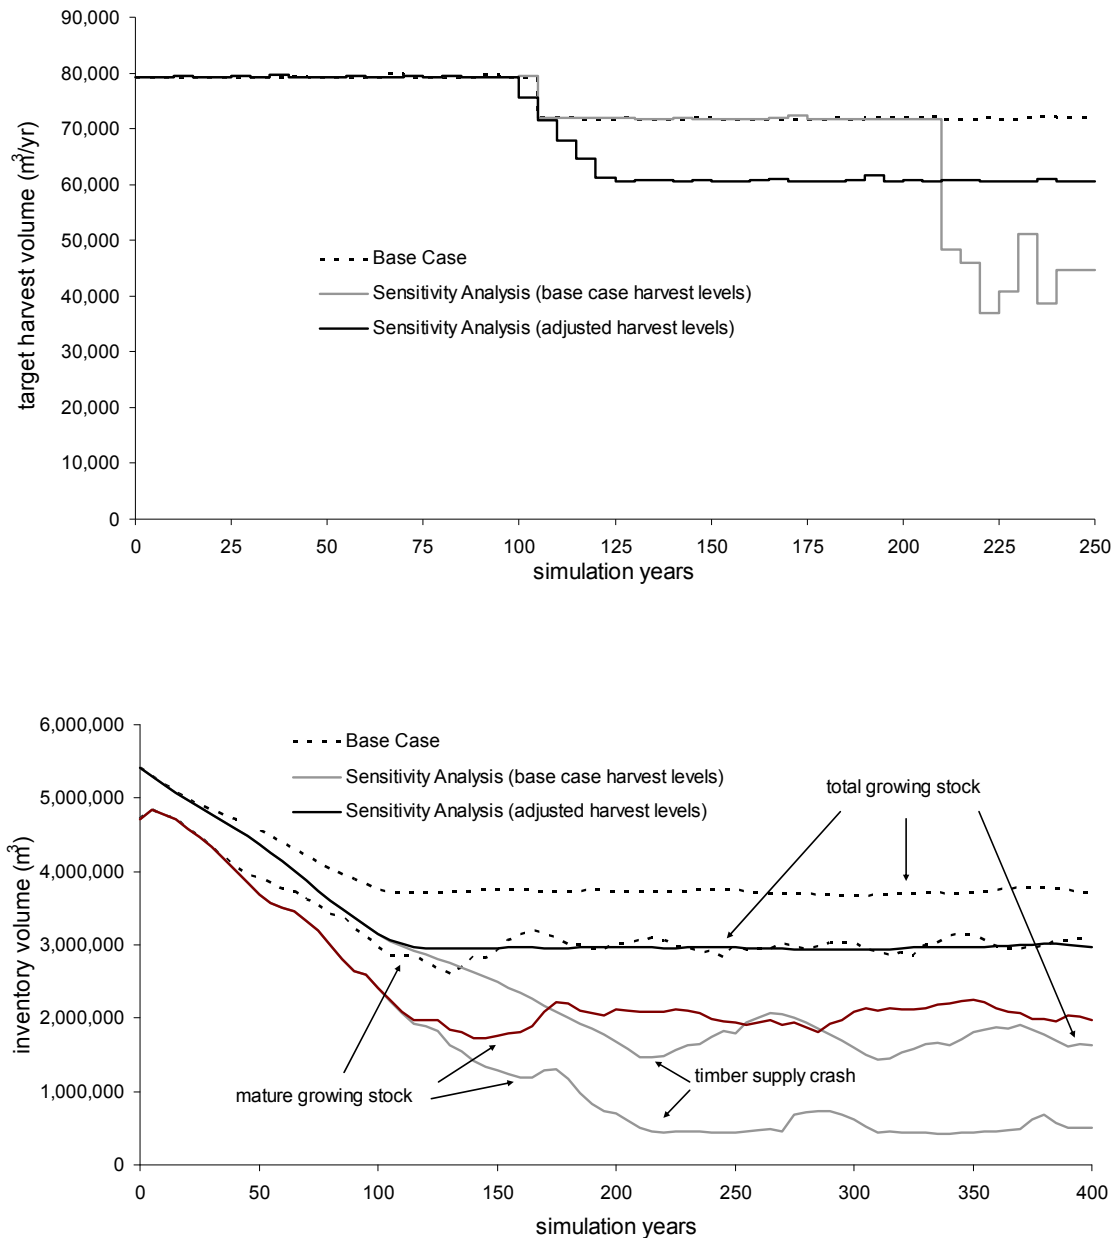 90,000
80,000
70,000
60,000
50,000
40,000
30,000
20,000
10,000
0
target harvest volume (m³/yr)
Base Case
Sensitivity Analysis (base case harvest levels)
Sensitivity Analysis (adjusted harvest levels)
0 25 50 75 100 125 150 175 200 225 250
simulation years
6,000,000
5,000,000
4,000,000
3,000,000
2,000,000
1,000,000
0
inventory volume (m³)
Base Case
Sensitivity Analysis (base case harvest levels)
Sensitivity Analysis (adjusted harvest levels)
total growing stock
timber supply crash
mature growing stock
0 50 100 150 200 250 300 350 400
simulation years